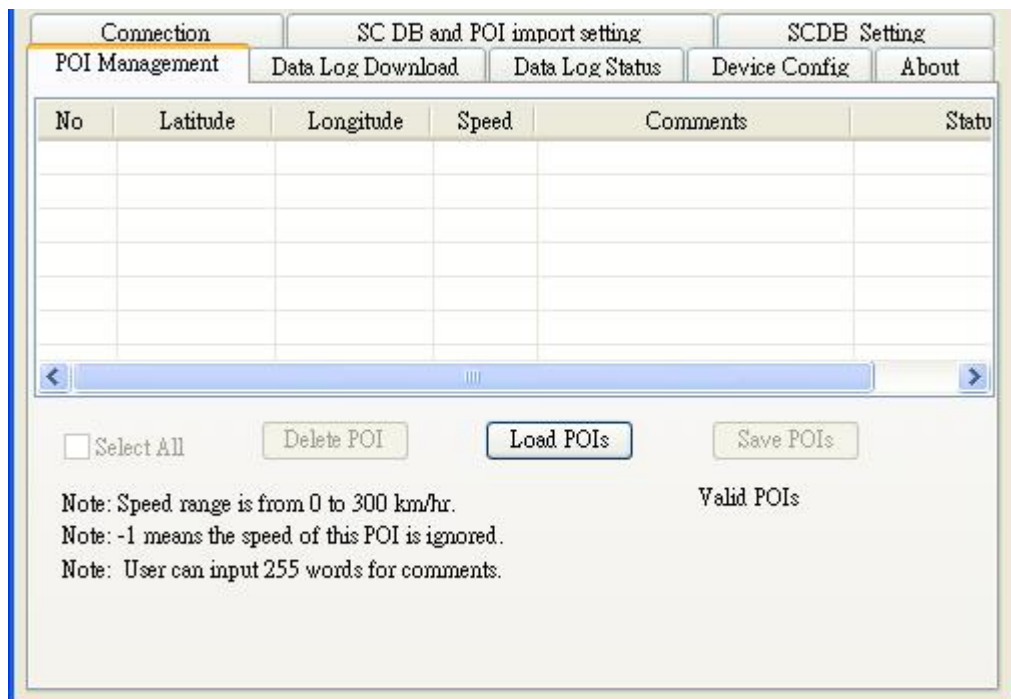 Connection SC DB and POI import setting SCDB Setting
POI Management Data Log Download Data Log Status Device Config About
No Latitude Longitude Speed Comments Statu
Select All Delete POI Load POIs Save POIs
Note: Speed range is from 0 to 300 km/hr. Valid POIs
Note: -1 means the speed of this POI is ignored.
Note: User can input 255 words for comments.